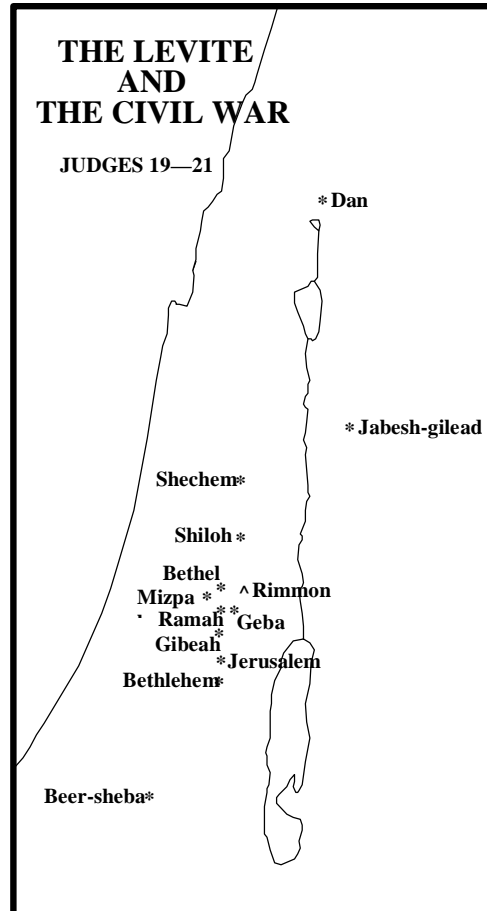 THE LEVITE
AND
THE CIVIL WAR
JUDGES 19—21
* Dan
* Jabesh-gilead
Shechem *
Shiloh *
Bethel *
^ Rimmon
Mizpa *
Ramah *
* Geba
Gibeah *
* Jerusalem
Bethlehem *
Beer-sheba *